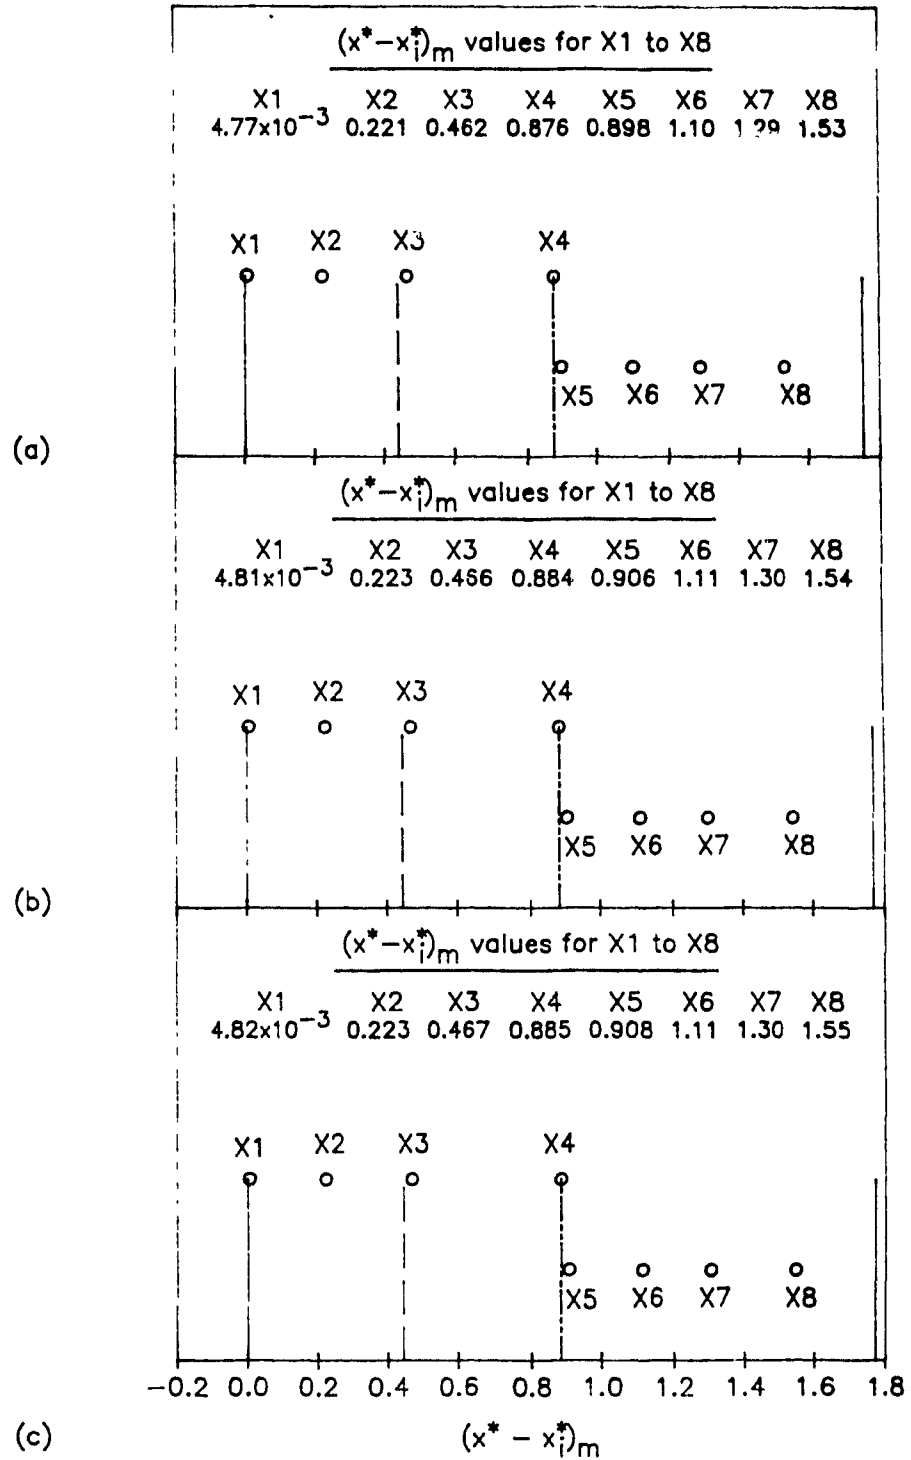 (x* – xᵢ*)ₘ values for X1 to X8
X1 X2 X3 X4 X5 X6 X7 X8
4.77x10⁻³ 0.221 0.462 0.876 0.898 1.10 1.29 1.53
X1 X2 X3 X4
X5 X6 X7 X8
(a)
(x* – xᵢ*)ₘ values for X1 to X8
X1 X2 X3 X4 X5 X6 X7 X8
4.81x10⁻³ 0.223 0.466 0.884 0.906 1.11 1.30 1.54
X1 X2 X3 X4
X5 X6 X7 X8
(b)
(x* – xᵢ*)ₘ values for X1 to X8
X1 X2 X3 X4 X5 X6 X7 X8
4.82x10⁻³ 0.223 0.467 0.885 0.908 1.11 1.30 1.55
X1 X2 X3 X4
X5 X6 X7 X8
–0.2 0.0 0.2 0.4 0.6 0.8 1.0 1.2 1.4 1.6 1.8
(c) (x* – xᵢ*)ₘ